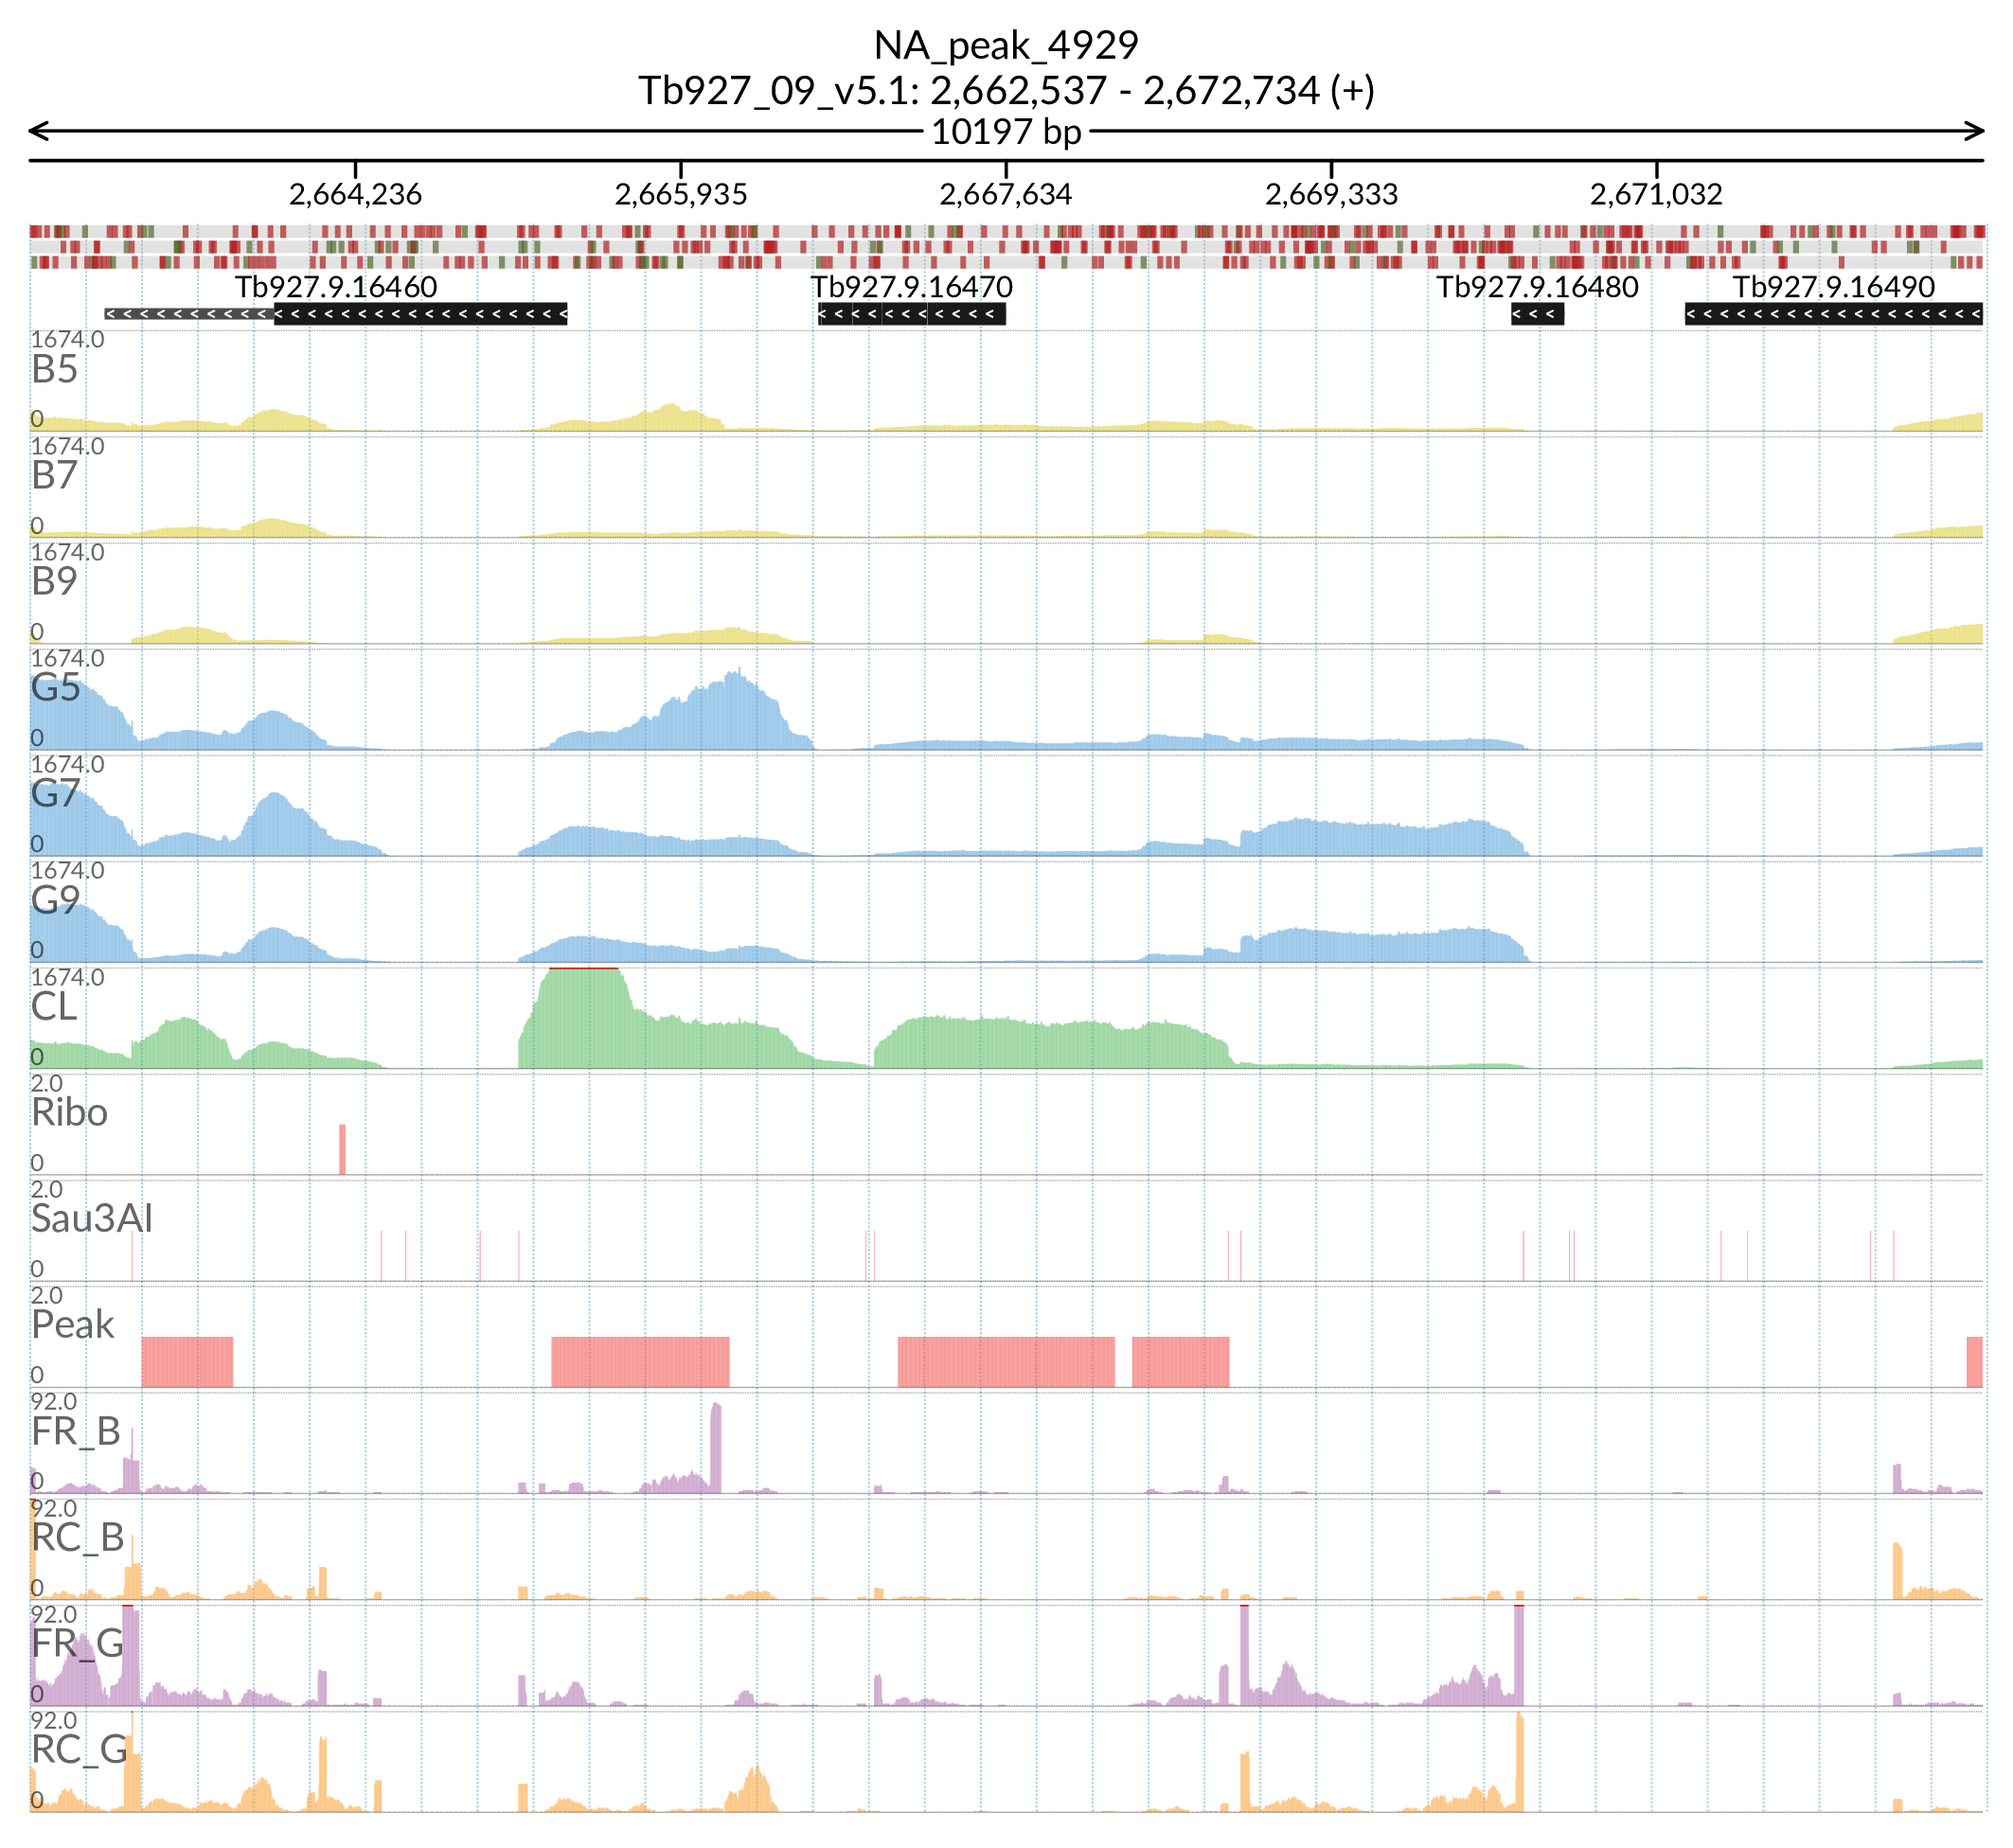 NA_peak_4929
Tb927_09_v5.1: 2,662,537 - 2,672,734 (+)
10197 bp
2,664,236 2,665,935 2,667,634 2,669,333 2,671,032
Tb927.9.16460 Tb927.9.16470 Tb927.9.16480 Tb927.9.16490
1674.0
B5
0
1674.0
B7
0
1674.0
B9
0
1674.0
G5
0
1674.0
G7
0
1674.0
G9
0
1674.0
CL
0
2.0
Ribo
0
2.0
Sau3AI
0
2.0
Peak
0
92.0
FR_B
0
92.0
RC_B
0
92.0
FR_G
0
92.0
RC_G
0